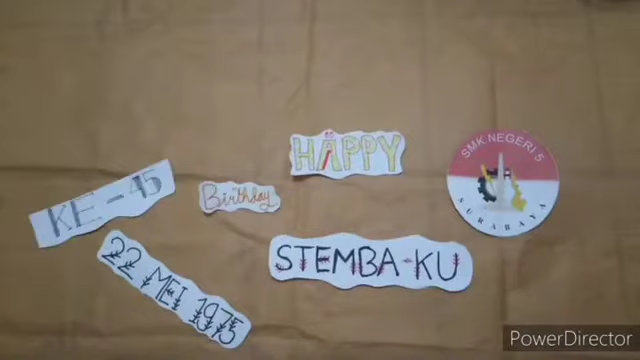 HAPPY
Birthday
KE - 45
STEMBA-KU
22 MEI 1975
SMK NEGERI 5
SURABAYA
PowerDirector